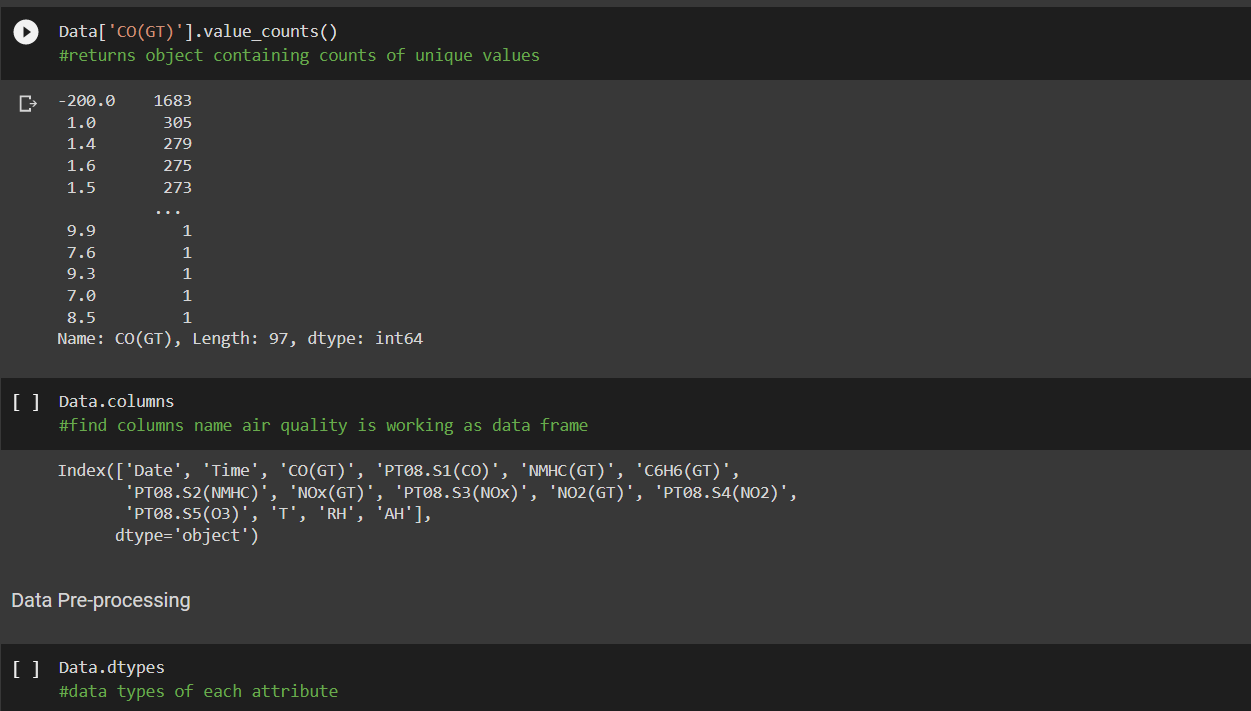 Data['CO(GT)'].value_counts()
#returns object containing counts of unique values
-200.0    1683
1.0       305
1.4       279
1.6       275
1.5       273
...
9.9         1
7.6         1
9.3         1
7.0         1
8.5         1
Name: CO(GT), Length: 97, dtype: int64
[ ] Data.columns
#find columns name air quality is working as data frame
Index(['Date', 'Time', 'CO(GT)', 'PT08.S1(CO)', 'NMHC(GT)', 'C6H6(GT)',
'PT08.S2(NMHC)', 'NOx(GT)', 'PT08.S3(NOx)', 'NO2(GT)', 'PT08.S4(NO2)',
'PT08.S5(O3)', 'T', 'RH', 'AH'],
dtype='object')
Data Pre-processing
[ ] Data.dtypes
#data types of each attribute